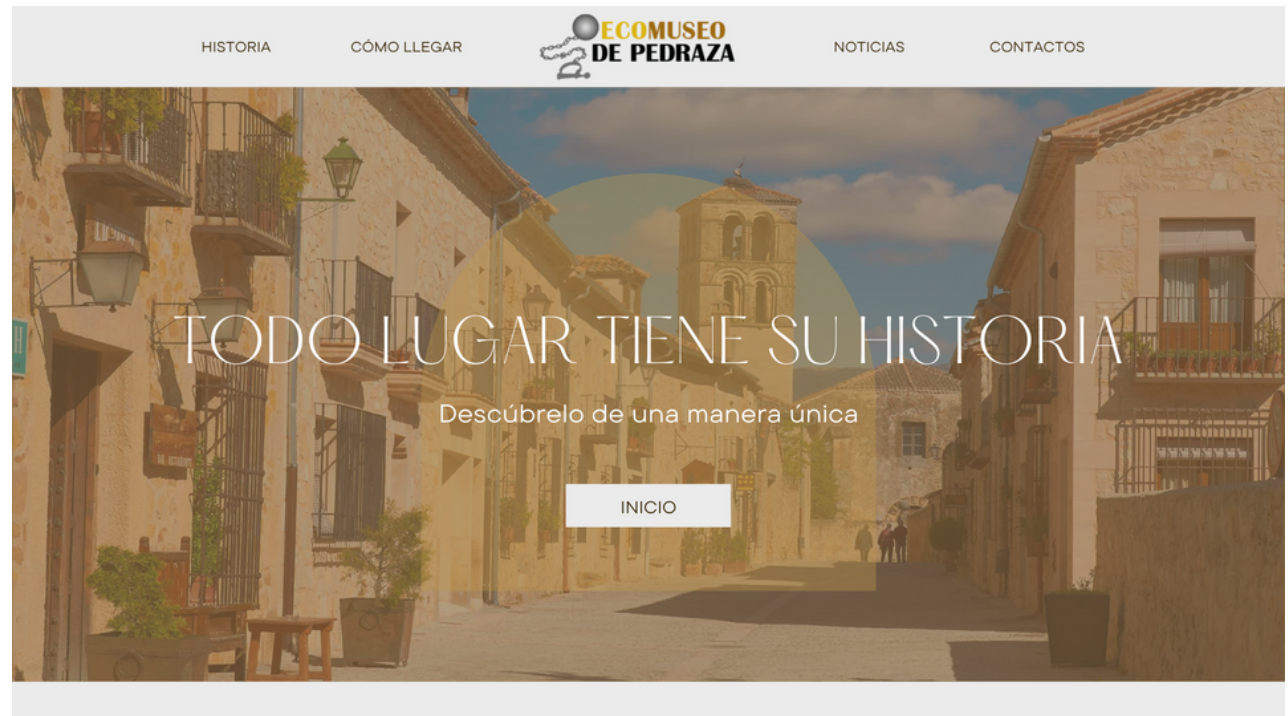 HISTORIA
CÓMO LLEGAR
ECOMUSEO
DE PEDRAZA
NOTICIAS
CONTACTOS
TODO LUGAR TIENE SU HISTORIA
Descúbrelo de una manera única
INICIO
H